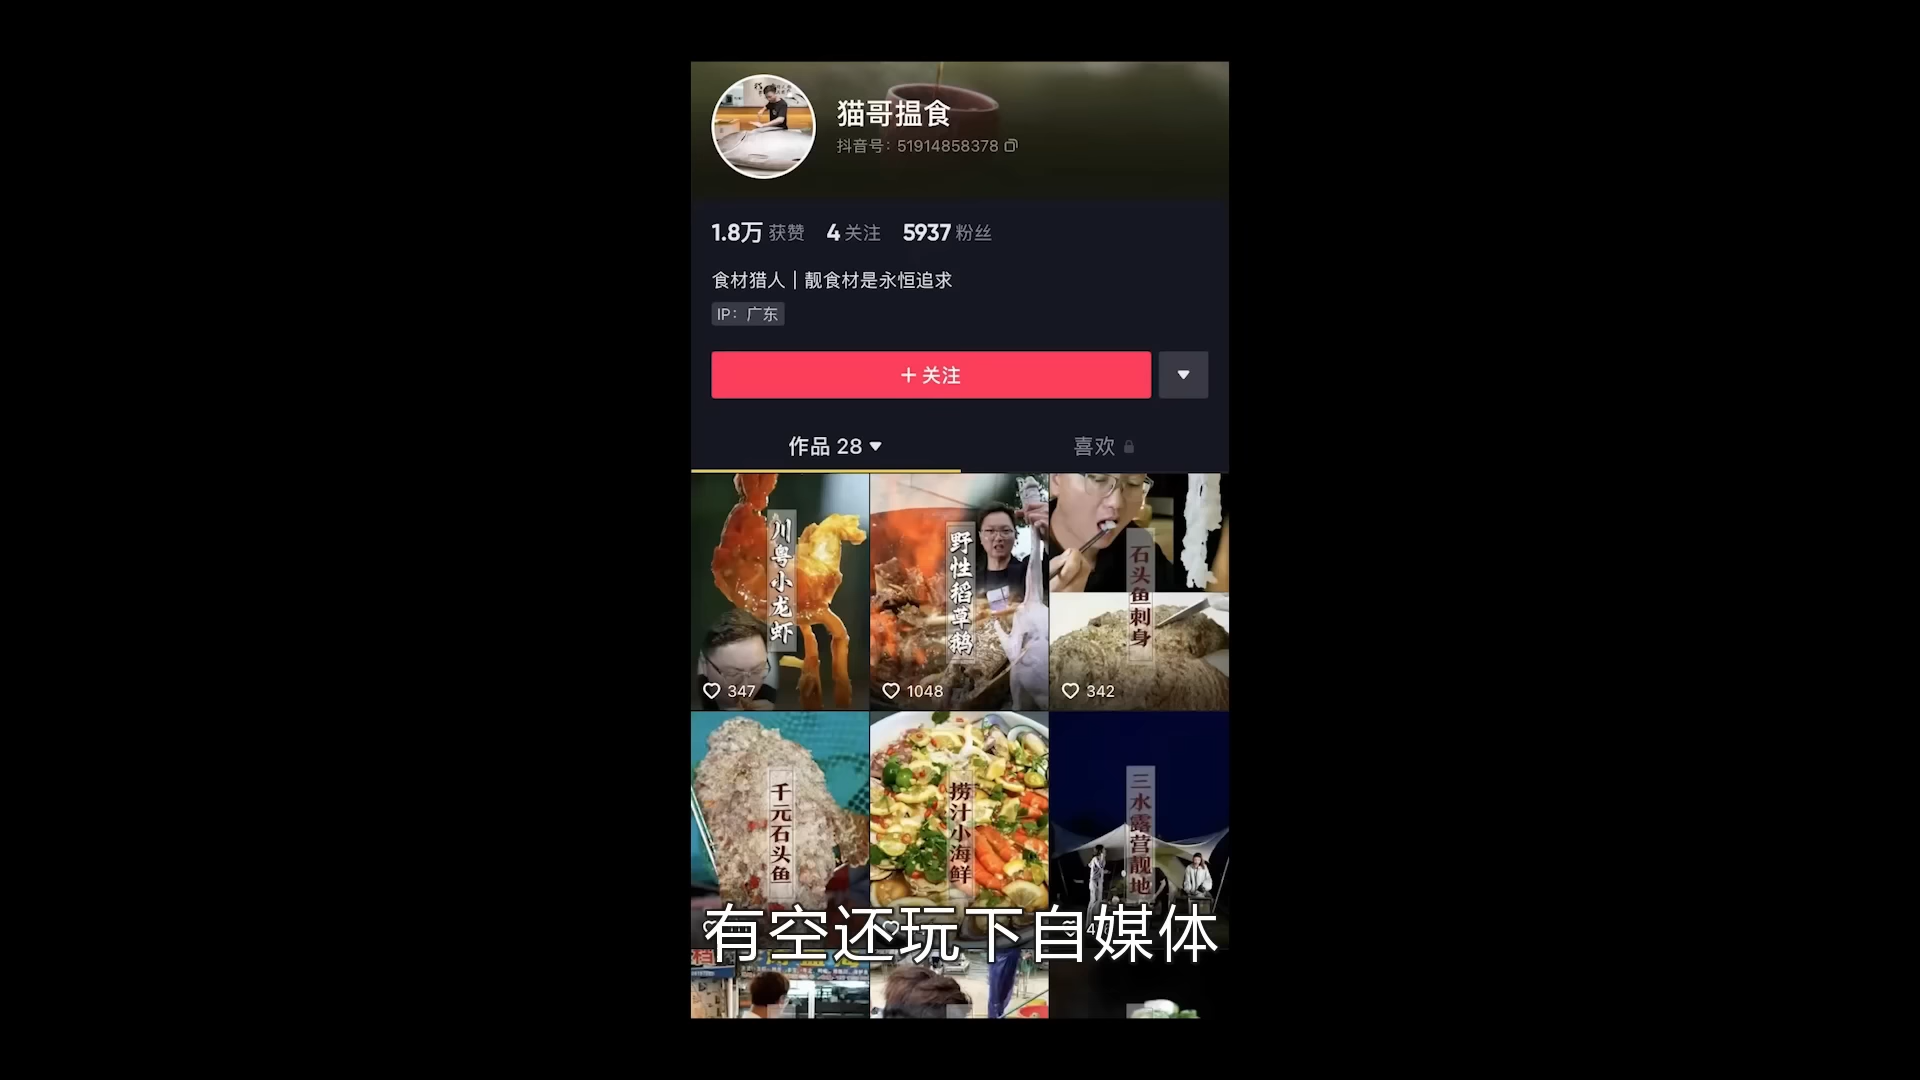 猫哥揾食
抖音号：51914858378
1.8万 获赞 4 关注 5937 粉丝
食材猎人｜靓食材是永恒追求
IP：广东
+ 关注
作品 28
喜欢
川粤小龙虾
野性稻草鹅
石头鱼刺身
347
1048
342
千元石头鱼
捞汁小海鲜
三水露营靓地
有空还玩下自媒体